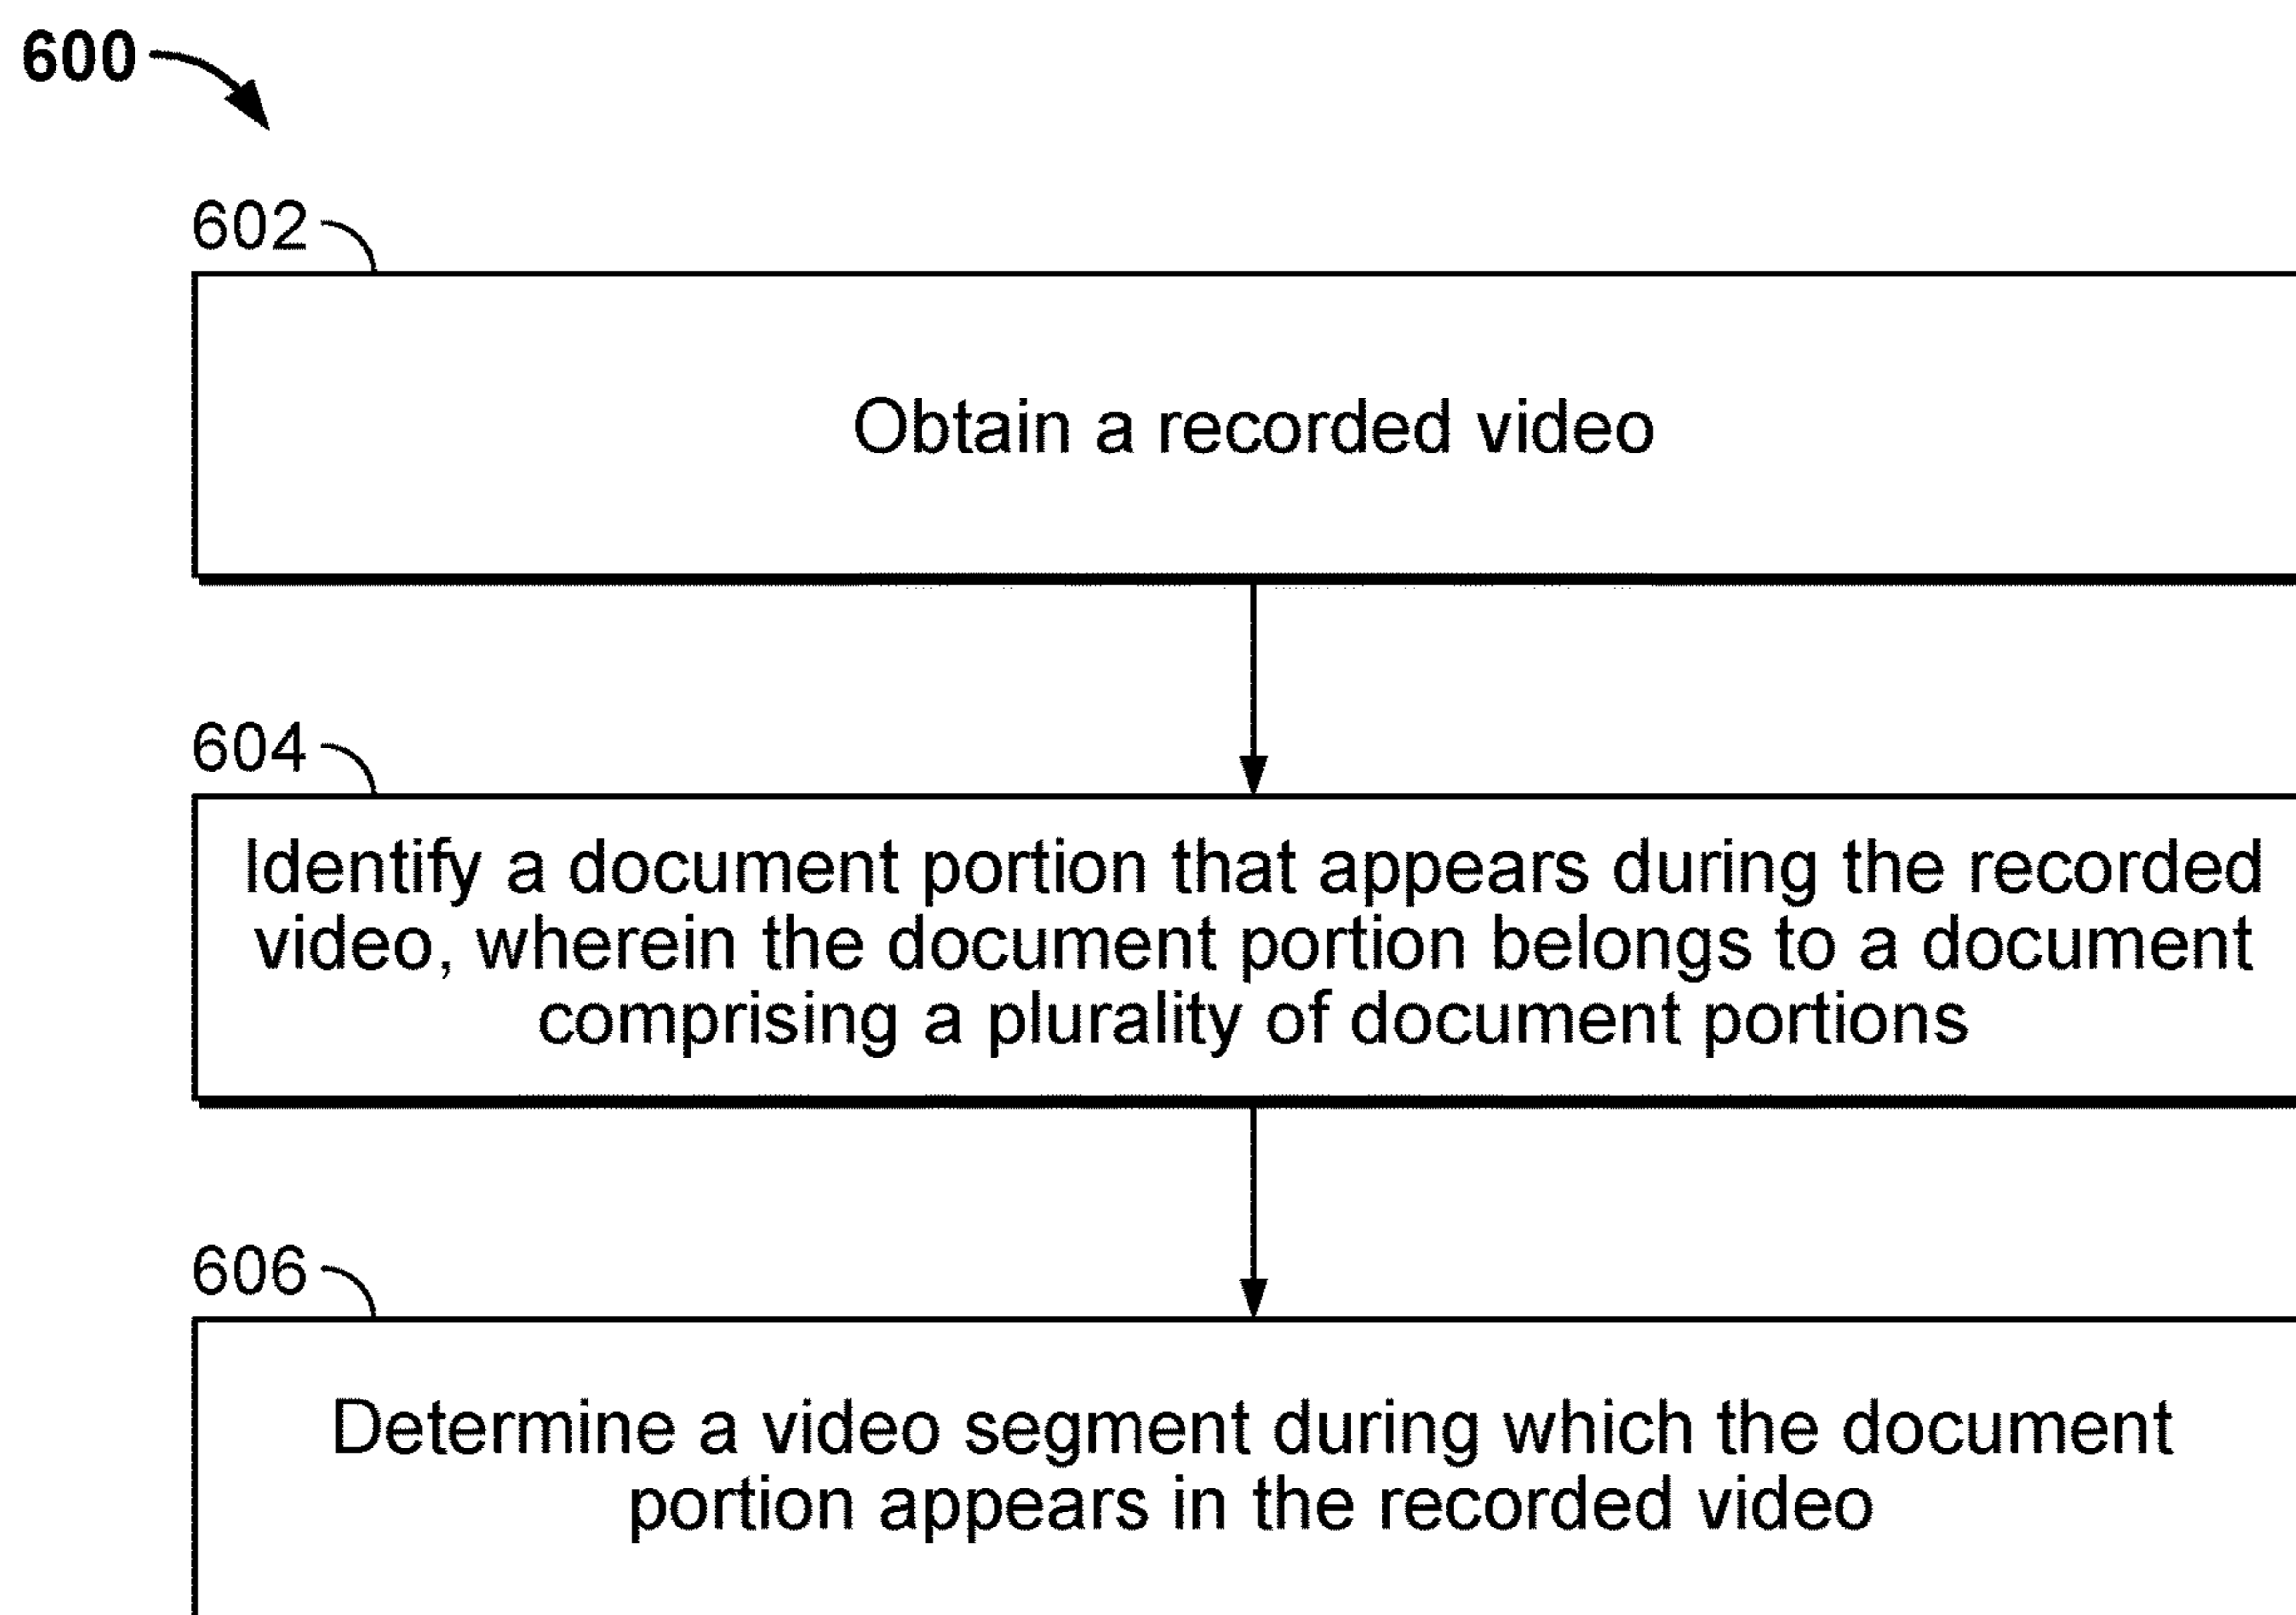 600
602
Obtain a recorded video
604
Identify a document portion that appears during the recorded
video, wherein the document portion belongs to a document
comprising a plurality of document portions
606
Determine a video segment during which the document
portion appears in the recorded video